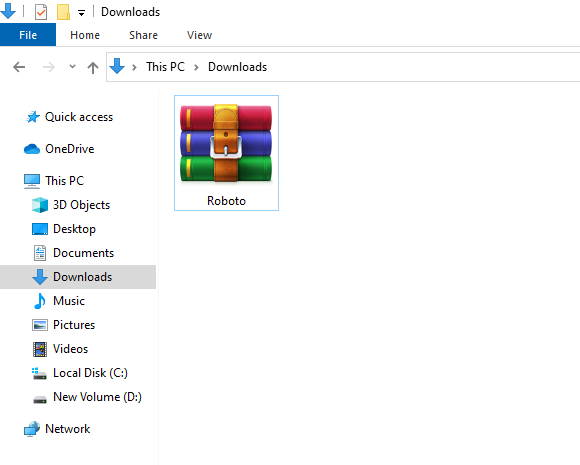 Downloads
File Home Share View
This PC Downloads
Quick access
OneDrive
This PC
3D Objects
Desktop
Documents
Downloads
Music
Pictures
Videos
Local Disk (C:)
New Volume (D:)
Network
Roboto